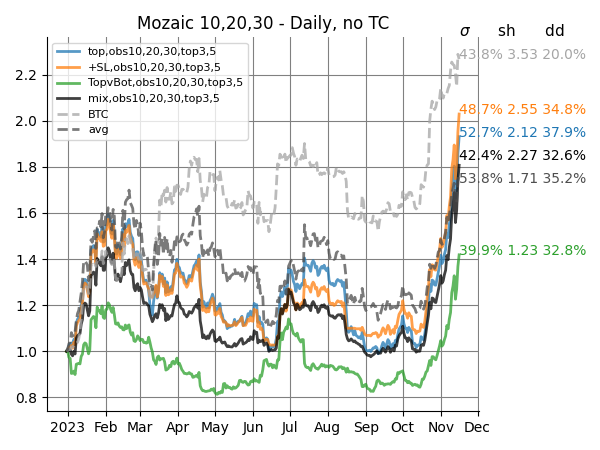 Mozaic 10,20,30 - Daily, no TC
σ sh dd
top,obs10,20,30,top3,5
+SL,obs10,20,30,top3,5
TopvBot,obs10,20,30,top3,5
mix,obs10,20,30,top3,5
BTC
avg
43.8% 3.53 20.0%
48.7% 2.55 34.8%
52.7% 2.12 37.9%
42.4% 2.27 32.6%
53.8% 1.71 35.2%
39.9% 1.23 32.8%
2.2
2.0
1.8
1.6
1.4
1.2
1.0
0.8
2023 Feb Mar Apr May Jun Jul Aug Sep Oct Nov Dec